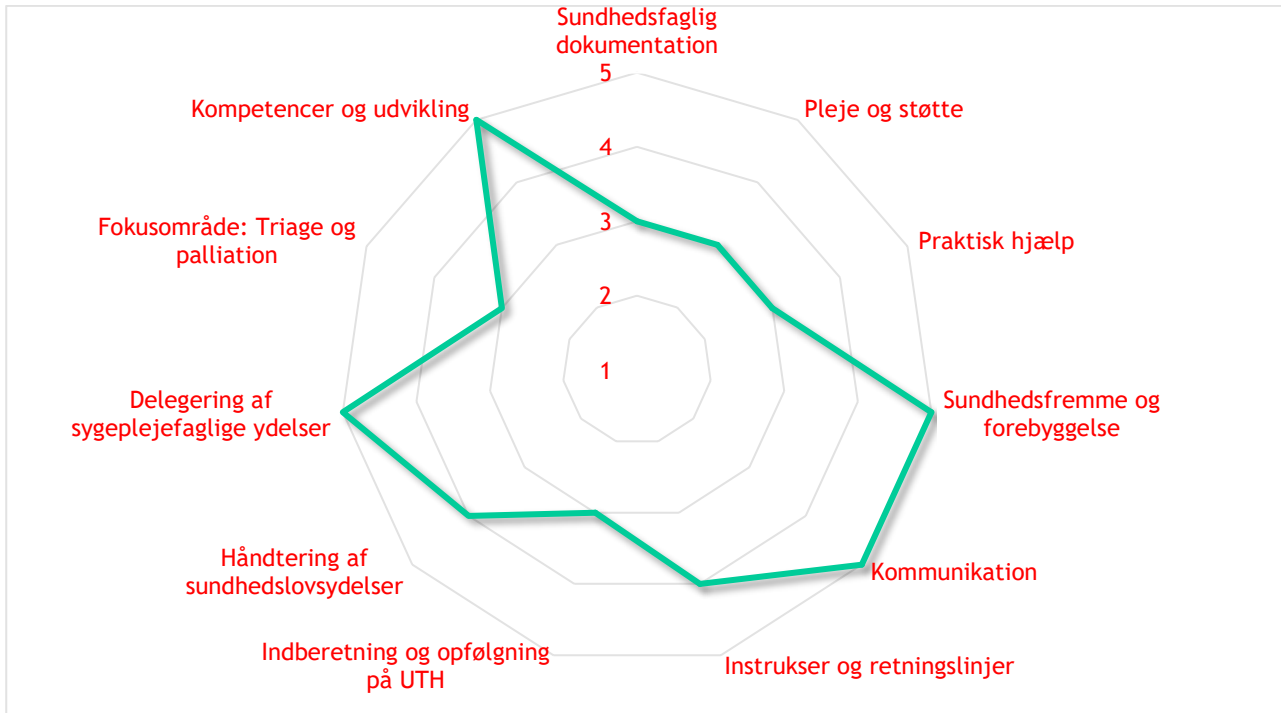 Sundhedsfaglig
dokumentation
5
Kompetencer og udvikling
Pleje og støtte
4
3
Fokusområde: Triage og
palliation
Praktisk hjælp
2
1
Delegering af
sygeplejefaglige ydelser
Sundhedsfremme og
forebyggelse
Håndtering af
sundhedslovsydelser
Kommunikation
Indberetning og opfølgning
på UTH
Instrukser og retningslinjer